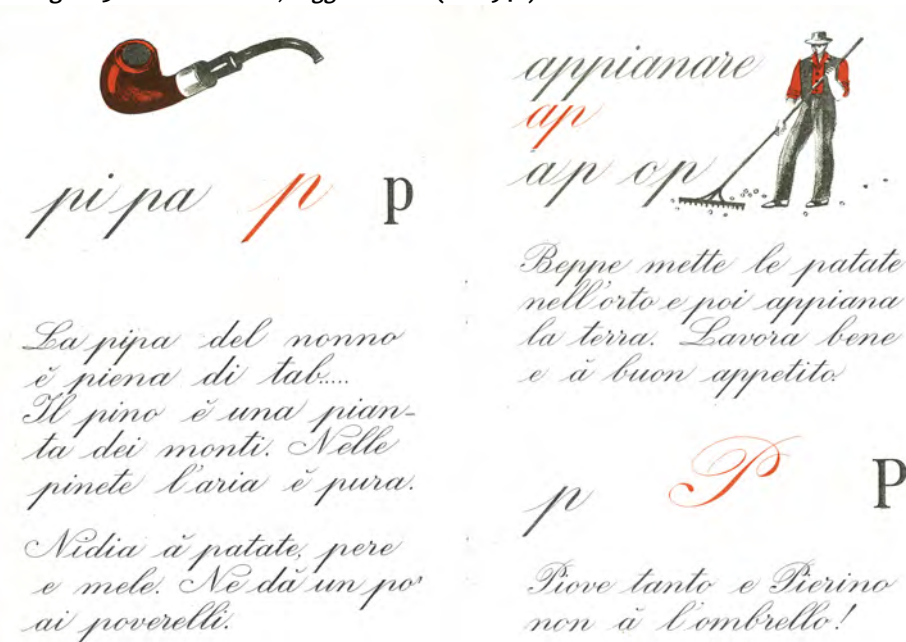 pi pa p p
La pipa del nonno
ĕ piena di tab.....
Il pino ĕ una pian-
ta dei monti. Nelle
pinete l'aria ĕ pura.
Nidia ă patate, pere
e mele. Ne dă un po'
ai poverelli.
appianare
ap
ap op
Beppe mette le patate
nell'orto e poi appiana
la terra. Lavora bene
e ă buon appetito.
p P P
Piove tanto e Pierino
non ă l'ombrello!